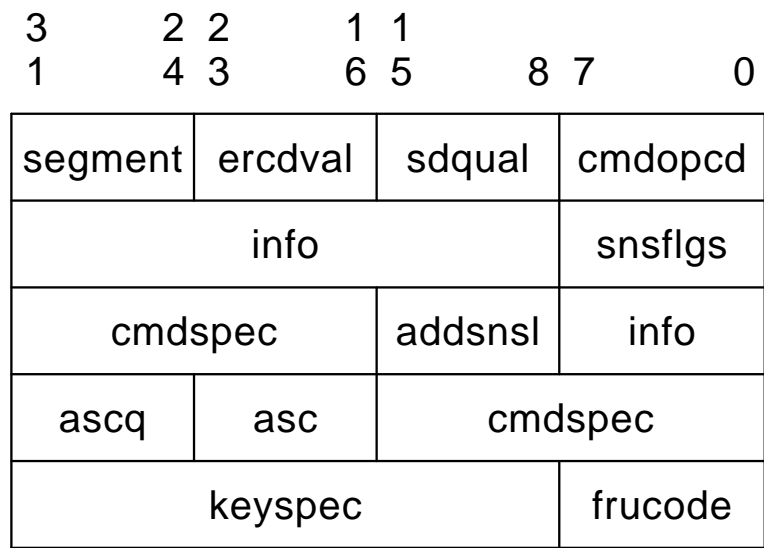 3 2 2 1 1
1 4 3 6 5 8 7 0
segment ercdval sdqual cmdopcd
info snsflgs
cmdspec addsnsl info
ascq asc cmdspec
keyspec frucode